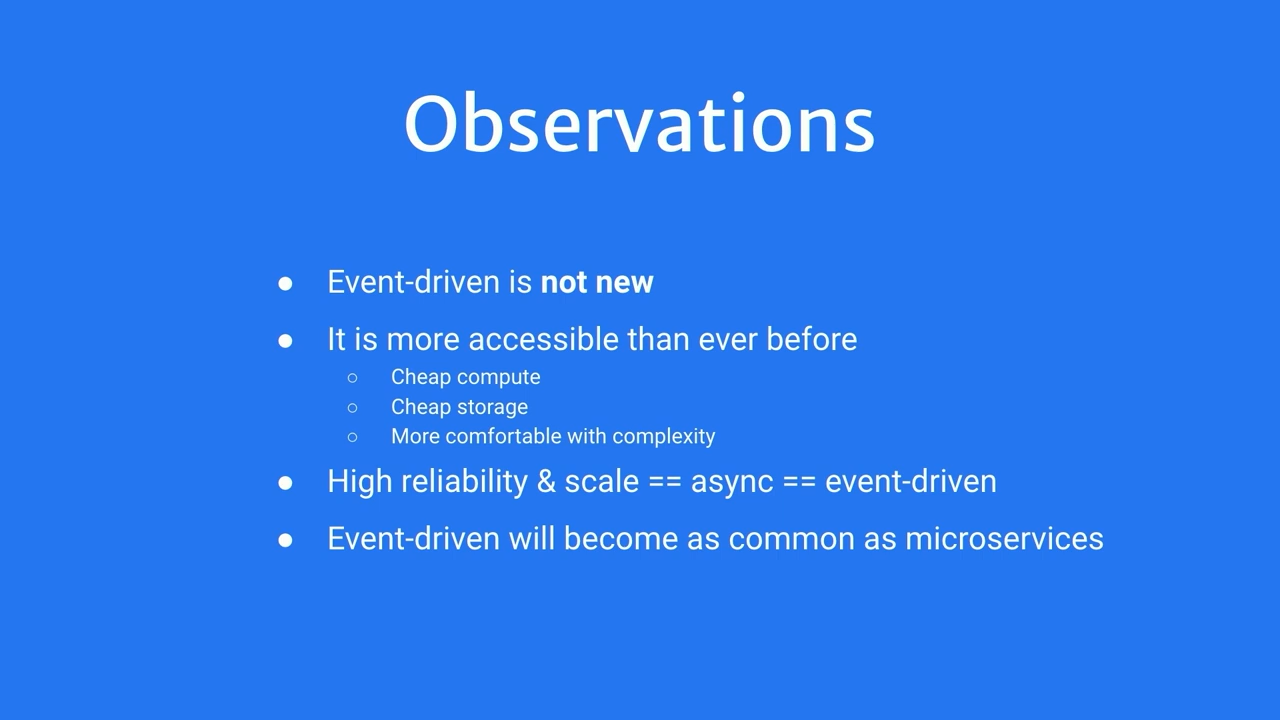 Observations
● Event-driven is not new
● It is more accessible than ever before
○ Cheap compute
○ Cheap storage
○ More comfortable with complexity
● High reliability & scale == async == event-driven
● Event-driven will become as common as microservices